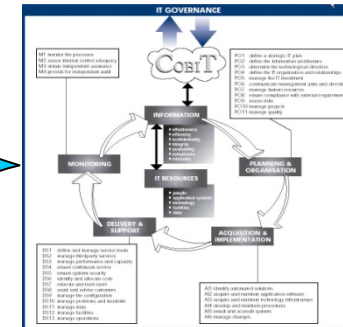 IT GOVERNANCE
M1 monitor the processes
M2 assess internal control adequacy
M3 obtain independent assurance
M4 provide for independent audit
COBIT
PO1 define a strategic IT plan
PO2 define the information architecture
PO3 determine the technological direction
PO4 define the IT organisation and relationships
PO5 manage the IT investment
PO6 communicate management aims and direction
PO7 manage human resources
PO8 ensure compliance with external requirements
PO9 assess risks
PO10 manage projects
PO11 manage quality
INFORMATION
effectiveness
efficiency
confidentiality
integrity
availability
compliance
reliability
MONITORING
PLANNING &
ORGANISATION
IT RESOURCES
people
application systems
technology
facilities
data
DELIVERY &
SUPPORT
ACQUISITION &
IMPLEMENTATION
DS1 define and manage service levels
DS2 manage third-party services
DS3 manage performance and capacity
DS4 ensure continuous service
DS5 ensure systems security
DS6 identify and allocate costs
DS7 educate and train users
DS8 assist and advise customers
DS9 manage the configuration
DS10 manage problems and incidents
DS11 manage data
DS12 manage facilities
DS13 manage operations
AI1 identify automated solutions
AI2 acquire and maintain application software
AI3 acquire and maintain technology infrastructure
AI4 develop and maintain procedures
AI5 install and accredit systems
AI6 manage changes